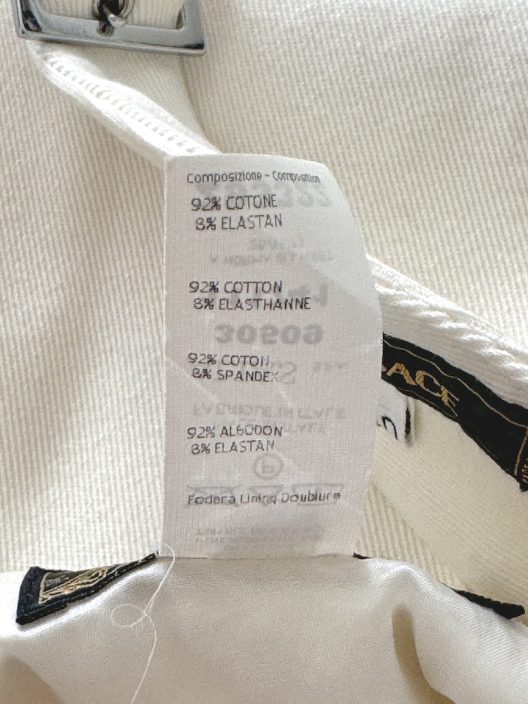 Composizione - Composition
92% COTONE
8% ELASTAN
92% COTTON
8% ELASTHANNE
92% COTON
8% SPANDEX
92% ALGODON
8% ELASTAN
Fodera Lining Doublure
ACE